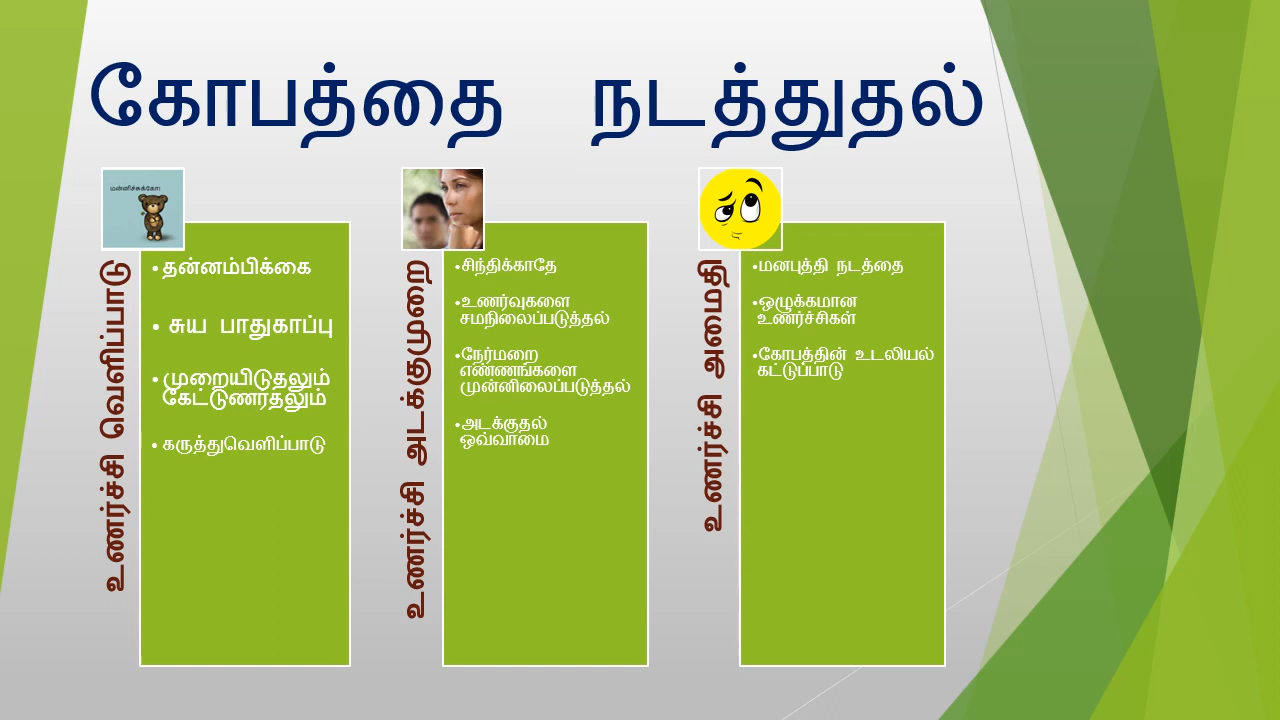 கோபத்தை நடத்துதல்
மன்னிச்சுக்கோ!
உணர்ச்சி வெளிப்பாடு
•தன்னம்பிக்கை
• சுய பாதுகாப்பு
•முறையிடுதலும்
கேட்டுணர்தலும்
•கருத்துவெளிப்பாடு
உணர்ச்சி அடக்குமுறை
•சிந்திக்காதே
•உணர்வுகளை
சமநிலைப்படுத்தல்
•நேர்மறை
எண்ணங்களை
முன்னிலைப்படுத்தல்
•அடக்குதல்
ஒவ்வாமை
உணர்ச்சி அமைதி
•மனபுத்தி நடத்தை
•ஒழுக்கமான
உணர்ச்சிகள்
•கோபத்தின் உடலியல்
கட்டுப்பாடு